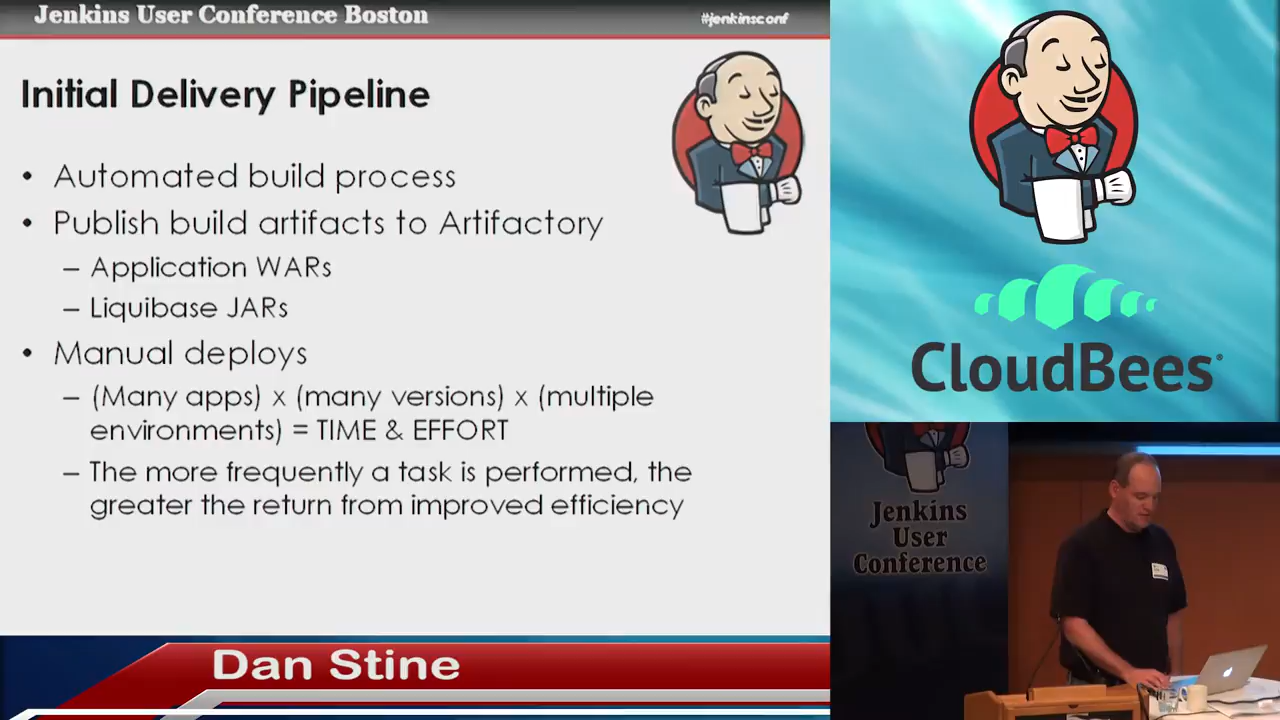 Jenkins User Conference Boston
#jenkinsconf
Initial Delivery Pipeline
• Automated build process
• Publish build artifacts to Artifactory
– Application WARs
– Liquibase JARs
• Manual deploys
– (Many apps) x (many versions) x (multiple
environments) = TIME & EFFORT
– The more frequently a task is performed, the
greater the return from improved efficiency
Dan Stine
CloudBees
Jenkins
User
Conference